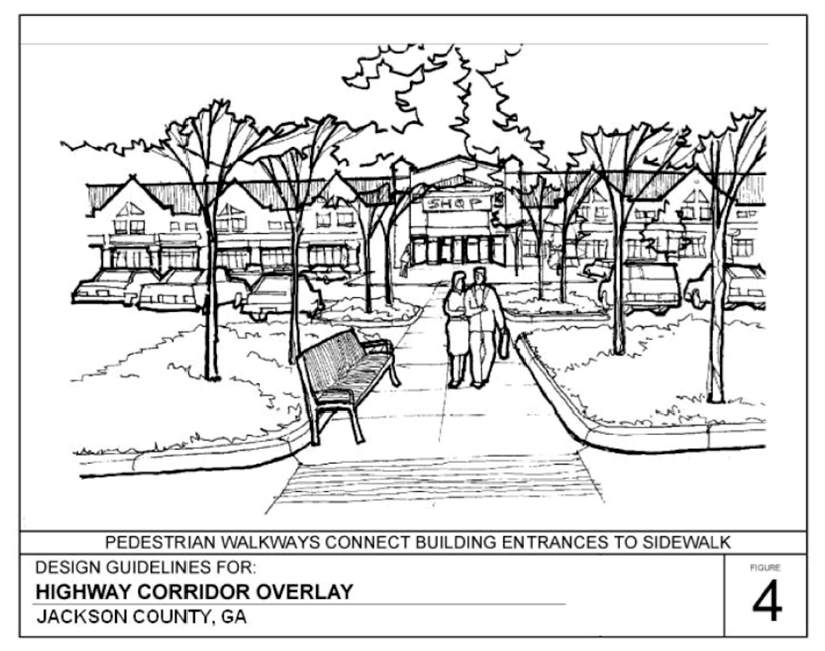 SHOP
PEDESTRIAN WALKWAYS CONNECT BUILDING ENTRANCES TO SIDEWALK
DESIGN GUIDELINES FOR:
HIGHWAY CORRIDOR OVERLAY
JACKSON COUNTY, GA
FIGURE
4